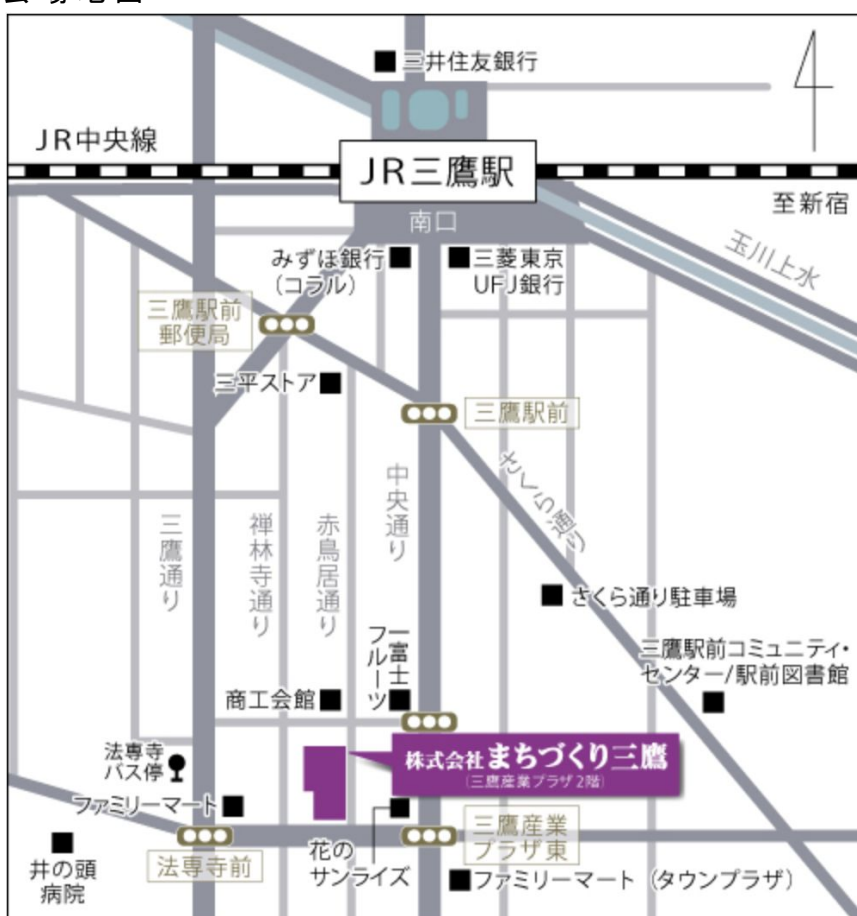 三井住友銀行
JR中央線
JR三鷹駅
至新宿
南口
玉川上水
みずほ銀行
(コラル)
三菱東京
UFJ銀行
三鷹駅前
郵便局
三平ストア
三鷹駅前
さくら通り
中央通り
三鷹通り
禅林寺通り
赤鳥居通り
さくら通り駐車場
三鷹駅前コミュニティ・
センター/駅前図書館
一富士
フルーツ
商工会館
株式会社まちづくり三鷹
(三鷹産業プラザ2階)
法専寺
バス停
ファミリーマート
三鷹産業
プラザ東
法専寺前
井の頭
病院
花の
サンライズ
ファミリーマート (タウンプラザ)